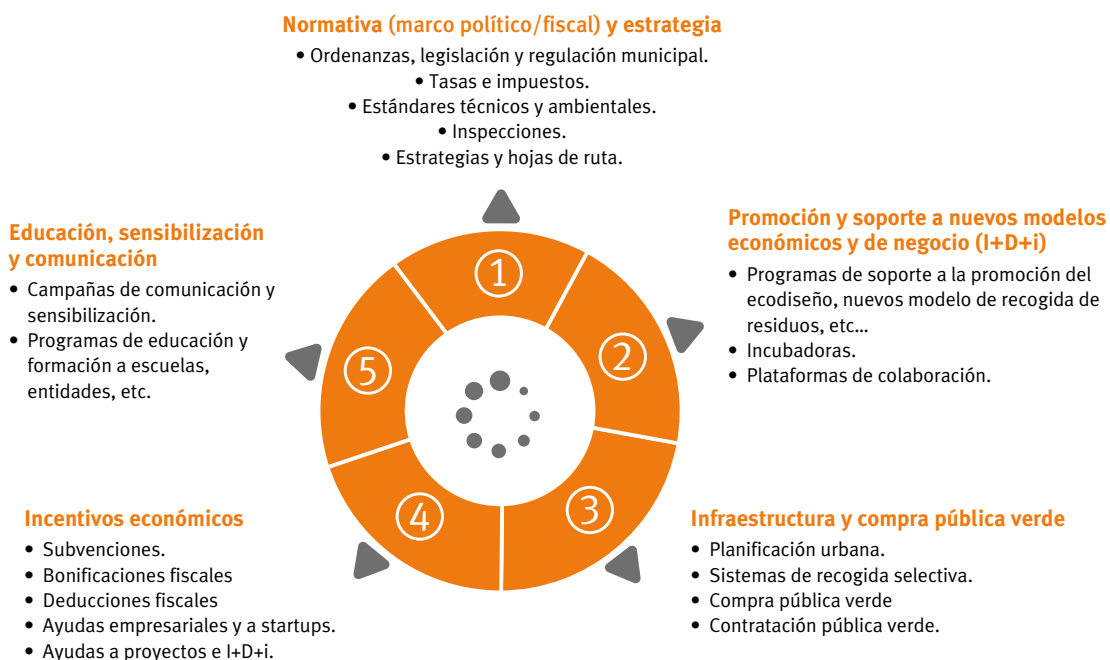 Normativa (marco político/fiscal) y estrategia
• Ordenanzas, legislación y regulación municipal.
• Tasas e impuestos.
• Estándares técnicos y ambientales.
• Inspecciones.
• Estrategias y hojas de ruta.
1
Promoción y soporte a nuevos modelos
económicos y de negocio (I+D+i)
• Programas de soporte a la promoción del
ecodiseño, nuevos modelo de recogida de
residuos, etc...
• Incubadoras.
• Plataformas de colaboración.
2
Infraestructura y compra pública verde
• Planificación urbana.
• Sistemas de recogida selectiva.
• Compra pública verde
• Contratación pública verde.
3
Incentivos económicos
• Subvenciones.
• Bonificaciones fiscales
• Deducciones fiscales
• Ayudas empresariales y a startups.
• Ayudas a proyectos e I+D+i.
4
Educación, sensibilización
y comunicación
• Campañas de comunicación y
sensibilización.
• Programas de educación y
formación a escuelas,
entidades, etc.
5